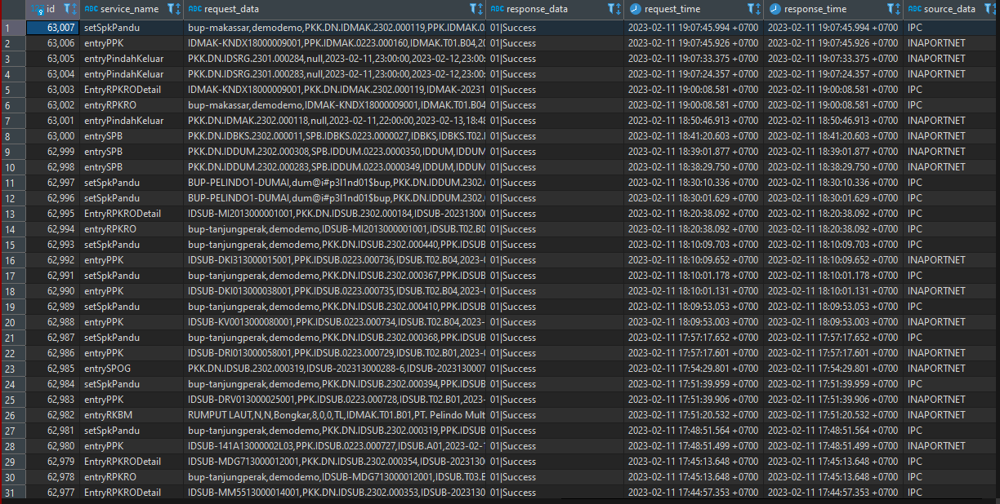 id ABC service_name ABC request_data ABC response_data request_time response_time ABC source_data
1 63,007 setSpkPandu bup-makassar,demodemo,PKK.DN.IDMAK.2302.000119,PPK.IDMAK.0 01|Success 2023-02-11 19:07:45.994 +0700 2023-02-11 19:07:45.994 +0700 IPC
2 63,006 entryPPK IDMAK-KNDX18000009001,PPK.IDMAK.0223.000160,IDMAK.T01.B04,20 01|Success 2023-02-11 19:07:45.926 +0700 2023-02-11 19:07:45.926 +0700 INAPORTNET
3 63,005 entryPindahKeluar PKK.DN.IDSRG.2301.000284,null,2023-02-11,23:00:00,2023-02-12,23:00: 01|Success 2023-02-11 19:07:33.375 +0700 2023-02-11 19:07:33.375 +0700 INAPORTNET
4 63,004 entryPindahKeluar PKK.DN.IDSRG.2301.000283,null,2023-02-11,23:00:00,2023-02-12,23:00: 01|Success 2023-02-11 19:07:24.357 +0700 2023-02-11 19:07:24.357 +0700 INAPORTNET
5 63,003 EntryRPKRODetail IDMAK-KNDX18000009001,PKK.DN.IDMAK.2302.000119,IDMAK-20231 01|Success 2023-02-11 19:00:08.581 +0700 2023-02-11 19:00:08.581 +0700 IPC
6 63,002 entryRPKRO bup-makassar,demodemo,IDMAK-KNDX18000009001,IDMAK.T01.B04 01|Success 2023-02-11 19:00:08.581 +0700 2023-02-11 19:00:08.581 +0700 IPC
7 63,001 entryPindahKeluar PKK.DN.IDMAK.2302.000118,null,2023-02-11,22:00:00,2023-02-13,18:48 01|Success 2023-02-11 18:50:46.913 +0700 2023-02-11 18:50:46.913 +0700 INAPORTNET
8 63,000 entrySPB PKK.DN.IDBKS.2302.000011,SPB.IDBKS.0223.0000027,IDBKS,IDBKS.T02. 01|Success 2023-02-11 18:41:20.603 +0700 2023-02-11 18:41:20.603 +0700 INAPORTNET
9 62,999 entrySPB PKK.DN.IDDUM.2302.000308,SPB.IDDUM.0223.0000350,IDDUM,IDDUM 01|Success 2023-02-11 18:39:01.877 +0700 2023-02-11 18:39:01.877 +0700 INAPORTNET
10 62,998 entrySPB PKK.DN.IDDUM.2302.000283,SPB.IDDUM.0223.0000349,IDDUM,IDDUM 01|Success 2023-02-11 18:38:29.750 +0700 2023-02-11 18:38:29.750 +0700 INAPORTNET
11 62,997 setSpkPandu BUP-PELINDO1-DUMAI,dum@i#p3l1nd01$bup,PKK.DN.IDDUM.2302. 01|Success 2023-02-11 18:30:10.336 +0700 2023-02-11 18:30:10.336 +0700 IPC
12 62,996 setSpkPandu BUP-PELINDO1-DUMAI,dum@i#p3l1nd01$bup,PKK.DN.IDDUM.2302. 01|Success 2023-02-11 18:30:01.629 +0700 2023-02-11 18:30:01.629 +0700 IPC
13 62,995 EntryRPKRODetail IDSUB-MI2013000001001,PKK.DN.IDSUB.2302.000184,IDSUB-202313000 01|Success 2023-02-11 18:20:38.092 +0700 2023-02-11 18:20:38.092 +0700 IPC
14 62,994 entryRPKRO bup-tanjungperak,demodemo,IDSUB-MI2013000001001,IDSUB.T02.B0 01|Success 2023-02-11 18:20:38.092 +0700 2023-02-11 18:20:38.092 +0700 IPC
15 62,993 setSpkPandu bup-tanjungperak,demodemo,PKK.DN.IDSUB.2302.000440,PPK.IDSUB 01|Success 2023-02-11 18:10:09.703 +0700 2023-02-11 18:10:09.703 +0700 IPC
16 62,992 entryPPK IDSUB-DKI313000015001,PPK.IDSUB.0223.000736,IDSUB.T02.B04,2023-0 01|Success 2023-02-11 18:10:09.653 +0700 2023-02-11 18:10:09.653 +0700 INAPORTNET
17 62,991 setSpkPandu bup-tanjungperak,demodemo,PKK.DN.IDSUB.2302.000367,PPK.IDSUB 01|Success 2023-02-11 18:10:01.178 +0700 2023-02-11 18:10:01.178 +0700 IPC
18 62,990 entryPPK IDSUB-DKI013000038001,PPK.IDSUB.0223.000735,IDSUB.T02.B04,2023-0 01|Success 2023-02-11 18:10:01.131 +0700 2023-02-11 18:10:01.131 +0700 INAPORTNET
19 62,989 setSpkPandu bup-tanjungperak,demodemo,PKK.DN.IDSUB.2302.000410,PPK.IDSUB 01|Success 2023-02-11 18:09:53.053 +0700 2023-02-11 18:09:53.053 +0700 IPC
20 62,988 entryPPK IDSUB-KV0013000080001,PPK.IDSUB.0223.000734,IDSUB.T02.B04,2023- 01|Success 2023-02-11 18:09:53.003 +0700 2023-02-11 18:09:53.003 +0700 INAPORTNET
21 62,987 setSpkPandu bup-tanjungperak,demodemo,PKK.DN.IDSUB.2302.000368,PPK.IDSUB 01|Success 2023-02-11 17:57:17.652 +0700 2023-02-11 17:57:17.652 +0700 IPC
22 62,986 entryPPK IDSUB-DRI013000058001,PPK.IDSUB.0223.000729,IDSUB.T02.B01,2023-0 01|Success 2023-02-11 17:57:17.601 +0700 2023-02-11 17:57:17.601 +0700 INAPORTNET
23 62,985 entrySPOG PKK.DN.IDSUB.2302.000319,IDSUB-202313000288-6,IDSUB-2023130007 01|Success 2023-02-11 17:54:29.801 +0700 2023-02-11 17:54:29.801 +0700 INAPORTNET
24 62,984 setSpkPandu bup-tanjungperak,demodemo,PKK.DN.IDSUB.2302.000394,PPK.IDSUB 01|Success 2023-02-11 17:51:39.959 +0700 2023-02-11 17:51:39.959 +0700 IPC
25 62,983 entryPPK IDSUB-DRV013000025001,PPK.IDSUB.0223.000728,IDSUB.T02.B01,2023- 01|Success 2023-02-11 17:51:39.906 +0700 2023-02-11 17:51:39.906 +0700 INAPORTNET
26 62,982 entryRKBM RUMPUT LAUT,N,N,Bongkar,8,0,0,TL,IDMAK.T01.B01,PT. Pelindo Mult 01|Success 2023-02-11 17:51:20.532 +0700 2023-02-11 17:51:20.532 +0700 INAPORTNET
27 62,981 setSpkPandu bup-tanjungperak,demodemo,PKK.DN.IDSUB.2302.000319,PPK.IDSUB 01|Success 2023-02-11 17:48:51.564 +0700 2023-02-11 17:48:51.564 +0700 IPC
28 62,980 entryPPK IDSUB-141A13000002L03,PPK.IDSUB.0223.000727,IDSUB.A01,2023-02-1 01|Success 2023-02-11 17:48:51.499 +0700 2023-02-11 17:48:51.499 +0700 INAPORTNET
29 62,979 EntryRPKRODetail IDSUB-MDG713000012001,PKK.DN.IDSUB.2302.000354,IDSUB-202313 01|Success 2023-02-11 17:45:13.648 +0700 2023-02-11 17:45:13.648 +0700 IPC
30 62,978 entryRPKRO bup-tanjungperak,demodemo,IDSUB-MDG713000012001,IDSUB.T03.B 01|Success 2023-02-11 17:45:13.648 +0700 2023-02-11 17:45:13.648 +0700 IPC
31 62,977 EntryRPKRODetail IDSUB-MM5513000014001,PKK.DN.IDSUB.2302.000353,IDSUB-2023130 01|Success 2023-02-11 17:44:57.353 +0700 2023-02-11 17:44:57.353 +0700 IPC